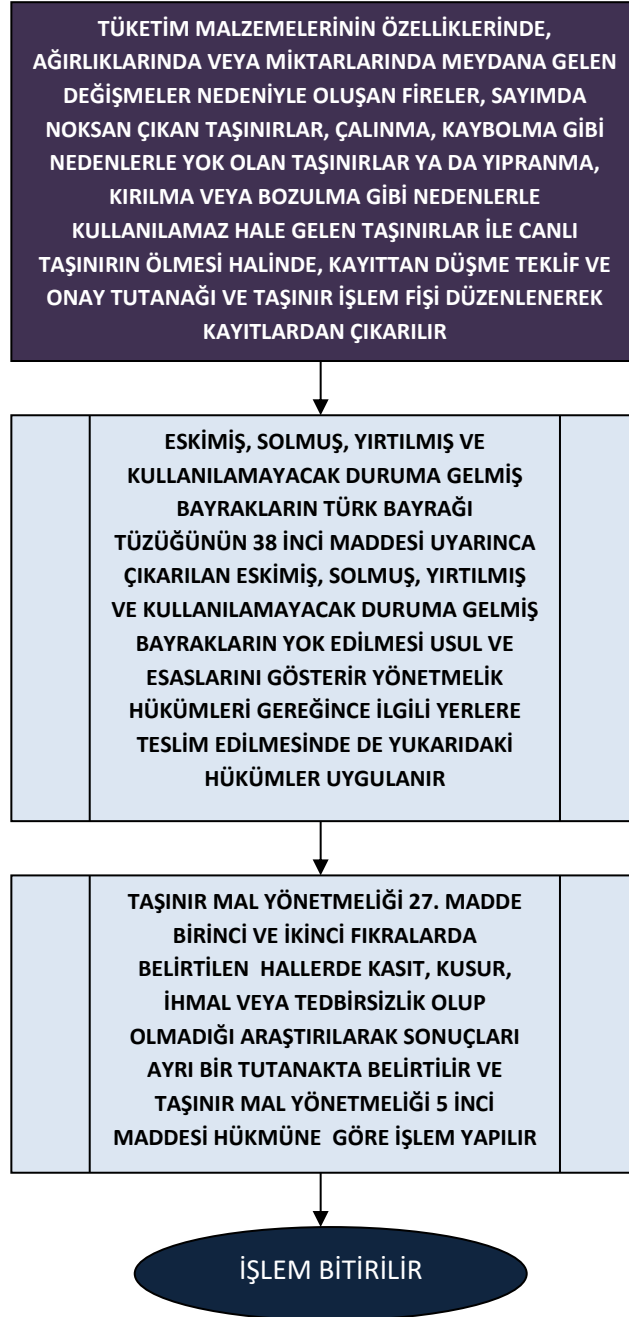 TÜKETİM MALZEMELERİNİN ÖZELLİKLERİNDE,
AĞIRLIKLARINDA VEYA MİKTARLARINDA MEYDANA GELEN
DEĞİŞMELER NEDENİYLE OLUŞAN FİRELER, SAYIMDA
NOKSAN ÇIKAN TAŞINIRLAR, ÇALINMA, KAYBOLMA GİBİ
NEDENLERLE YOK OLAN TAŞINIRLAR YA DA YIPRANMA,
KIRILMA VEYA BOZULMA GİBİ NEDENLERLE
KULLANILAMAZ HALE GELEN TAŞINIRLAR İLE CANLI
TAŞINIRIN ÖLMESİ HALİNDE, KAYITTAN DÜŞME TEKLİF VE
ONAY TUTANAĞI VE TAŞINIR İŞLEM FİŞİ DÜZENLENEREK
KAYITLARDAN ÇIKARILIR
ESKİMİŞ, SOLMUŞ, YIRTILMIŞ VE
KULLANILAMAYACAK DURUMA GELMİŞ
BAYRAKLARIN TÜRK BAYRAĞI
TÜZÜĞÜNÜN 38 İNCİ MADDESİ UYARINCA
ÇIKARILAN ESKİMİŞ, SOLMUŞ, YIRTILMIŞ
VE KULLANILAMAYACAK DURUMA GELMİŞ
BAYRAKLARIN YOK EDİLMESİ USUL VE
ESASLARINI GÖSTERİR YÖNETMELİK
HÜKÜMLERİ GEREĞİNCE İLGİLİ YERLERE
TESLİM EDİLMESİNDE DE YUKARIDAKİ
HÜKÜMLER UYGULANIR
TAŞINIR MAL YÖNETMELİĞİ 27. MADDE
BİRİNCİ VE İKİNCİ FIKRALARDA
BELİRTİLEN HALLERDE KASIT, KUSUR,
İHMAL VEYA TEDBİRSİZLİK OLUP
OLMADIĞI ARAŞTIRILARAK SONUÇLARI
AYRI BİR TUTANAKTA BELİRTİLİR VE
TAŞINIR MAL YÖNETMELİĞİ 5 İNCİ
MADDESİ HÜKMÜNE GÖRE İŞLEM YAPILIR
İŞLEM BİTİRİLİR